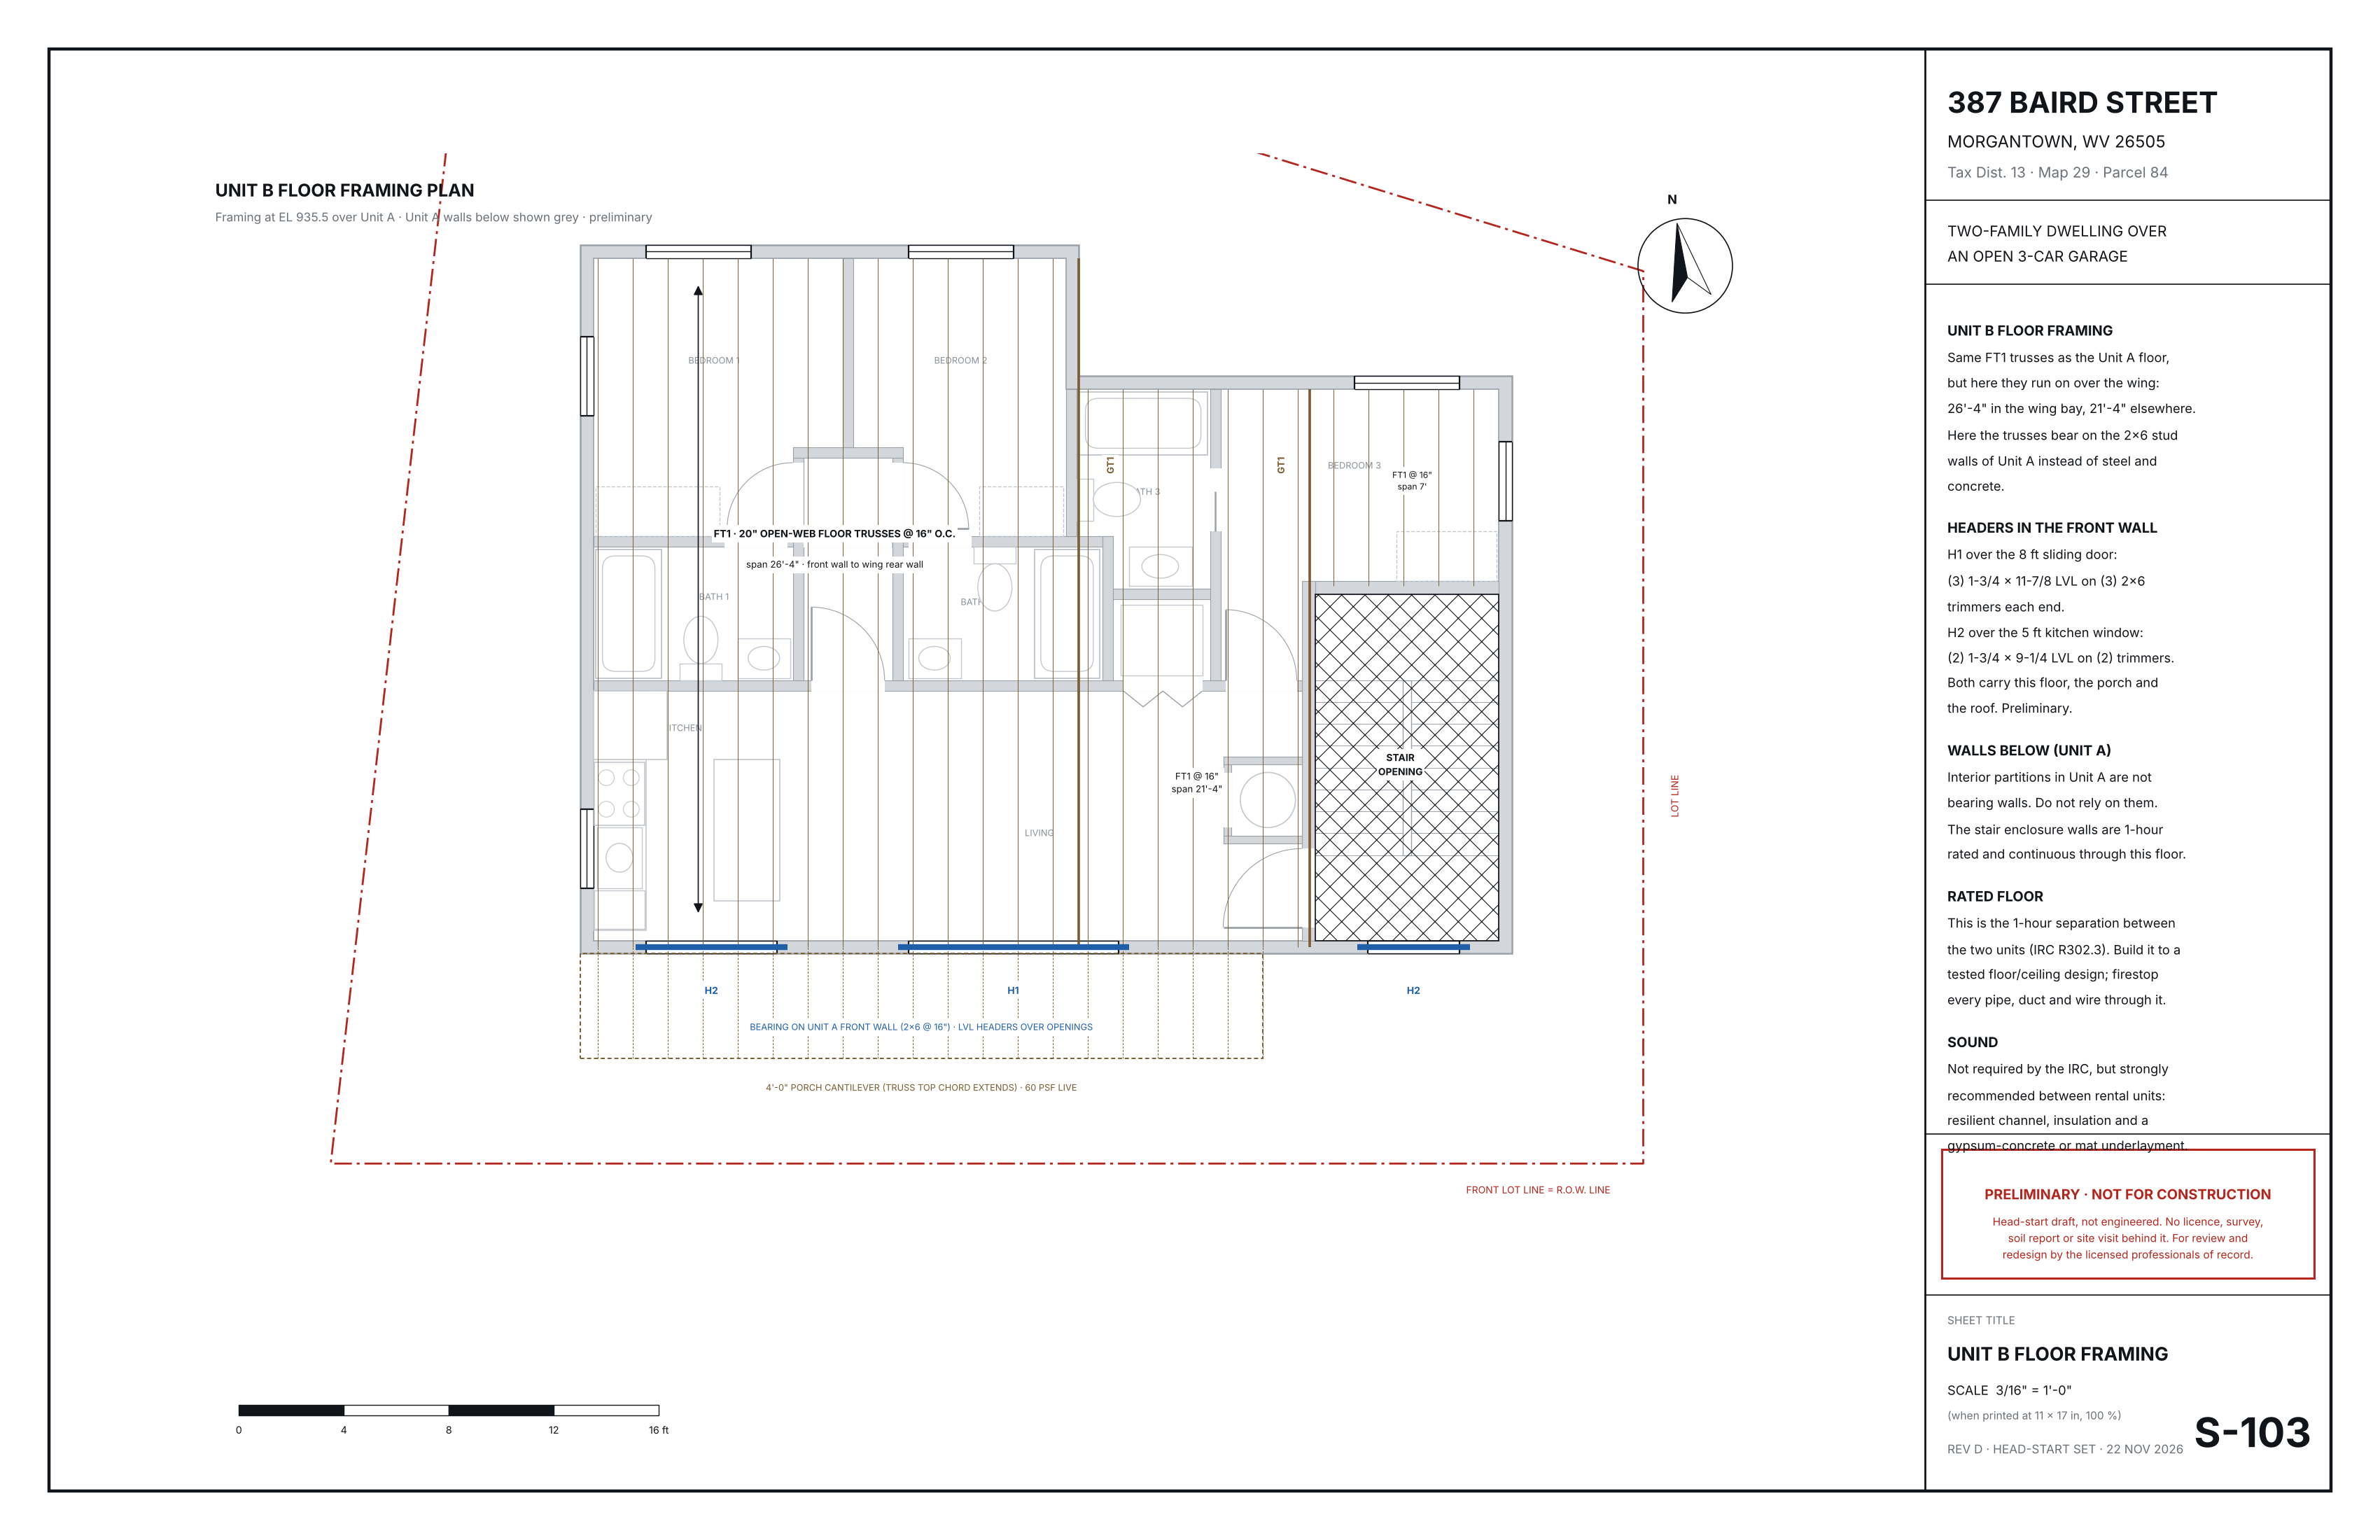 UNIT B FLOOR FRAMING PLAN
Framing at EL 935.5 over Unit A · Unit A walls below shown grey · preliminary
N
BEDROOM 1
BEDROOM 2
GT1
GT1
BEDROOM 3
FT1 @ 16"
span 7'
FT1 · 20" OPEN-WEB FLOOR TRUSSES @ 16" O.C.
span 26'-4" · front wall to wing rear wall
BATH 1
STAIR
OPENING
FT1 @ 16"
span 21'-4"
LIVING
LOT LINE
H2
H1
H2
BEARING ON UNIT A FRONT WALL (2×6 @ 16") · LVL HEADERS OVER OPENINGS
4'-0" PORCH CANTILEVER (TRUSS TOP CHORD EXTENDS) · 60 PSF LIVE
FRONT LOT LINE = R.O.W. LINE
0
4
8
12
16 ft
387 BAIRD STREET
MORGANTOWN, WV 26505
Tax Dist. 13 · Map 29 · Parcel 84
TWO-FAMILY DWELLING OVER
AN OPEN 3-CAR GARAGE
UNIT B FLOOR FRAMING
Same FT1 trusses as the Unit A floor,
but here they run on over the wing:
26'-4" in the wing bay, 21'-4" elsewhere.
Here the trusses bear on the 2×6 stud
walls of Unit A instead of steel and
concrete.
HEADERS IN THE FRONT WALL
H1 over the 8 ft sliding door:
(3) 1-3/4 × 11-7/8 LVL on (3) 2×6
trimmers each end.
H2 over the 5 ft kitchen window:
(2) 1-3/4 × 9-1/4 LVL on (2) trimmers.
Both carry this floor, the porch and
the roof. Preliminary.
WALLS BELOW (UNIT A)
Interior partitions in Unit A are not
bearing walls. Do not rely on them.
The stair enclosure walls are 1-hour
rated and continuous through this floor.
RATED FLOOR
This is the 1-hour separation between
the two units (IRC R302.3). Build it to a
tested floor/ceiling design; firestop
every pipe, duct and wire through it.
SOUND
Not required by the IRC, but strongly
recommended between rental units:
resilient channel, insulation and a
gypsum-concrete or mat underlayment.
PRELIMINARY · NOT FOR CONSTRUCTION
Head-start draft, not engineered. No licence, survey,
soil report or site visit behind it. For review and
redesign by the licensed professionals of record.
SHEET TITLE
UNIT B FLOOR FRAMING
SCALE 3/16" = 1'-0"
(when printed at 11 × 17 in, 100 %)
REV D · HEAD-START SET · 22 NOV 2026
S-103